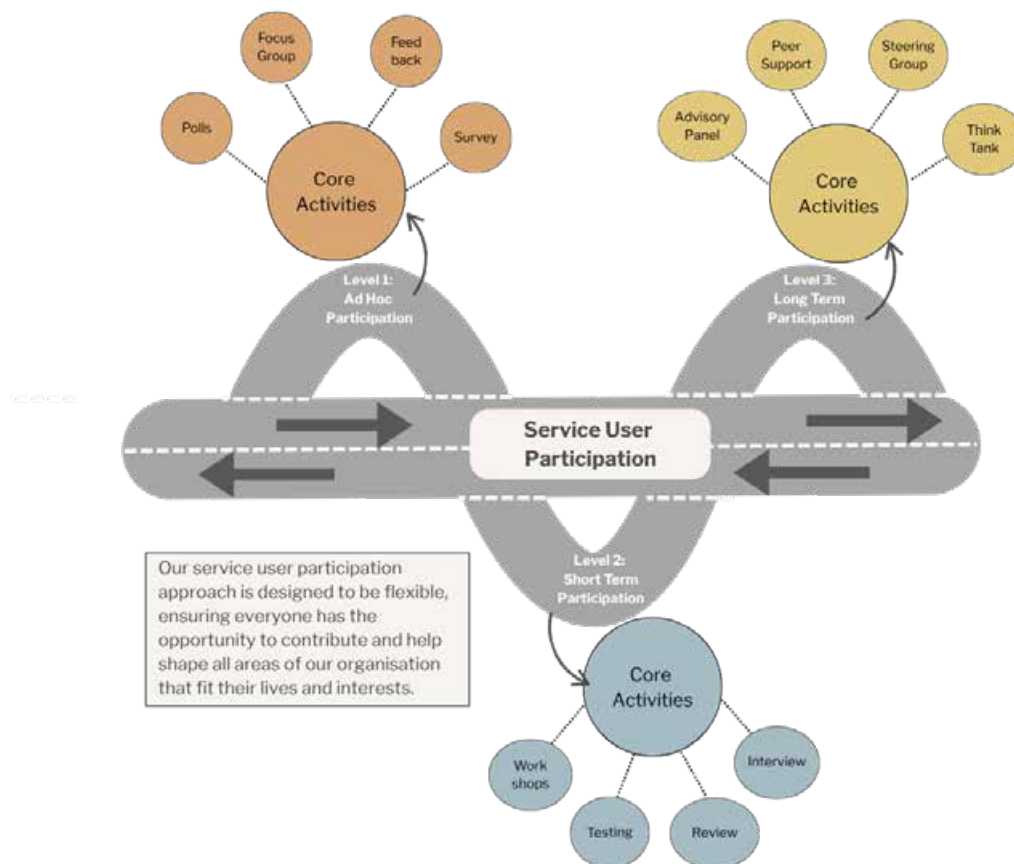 Focus
Group
Feed
back
Polls
Survey
Core
Activities
Peer
Support
Steering
Group
Advisory
Panel
Think
Tank
Core
Activities
Level 1:
Ad Hoc
Participation
Level 3:
Long Term
Participation
Service User
Participation
Level 2:
Short Term
Participation
Our service user participation
approach is designed to be flexible,
ensuring everyone has the
opportunity to contribute and help
shape all areas of our organisation
that fit their lives and interests.
Core
Activities
Work
shops
Interview
Testing
Review